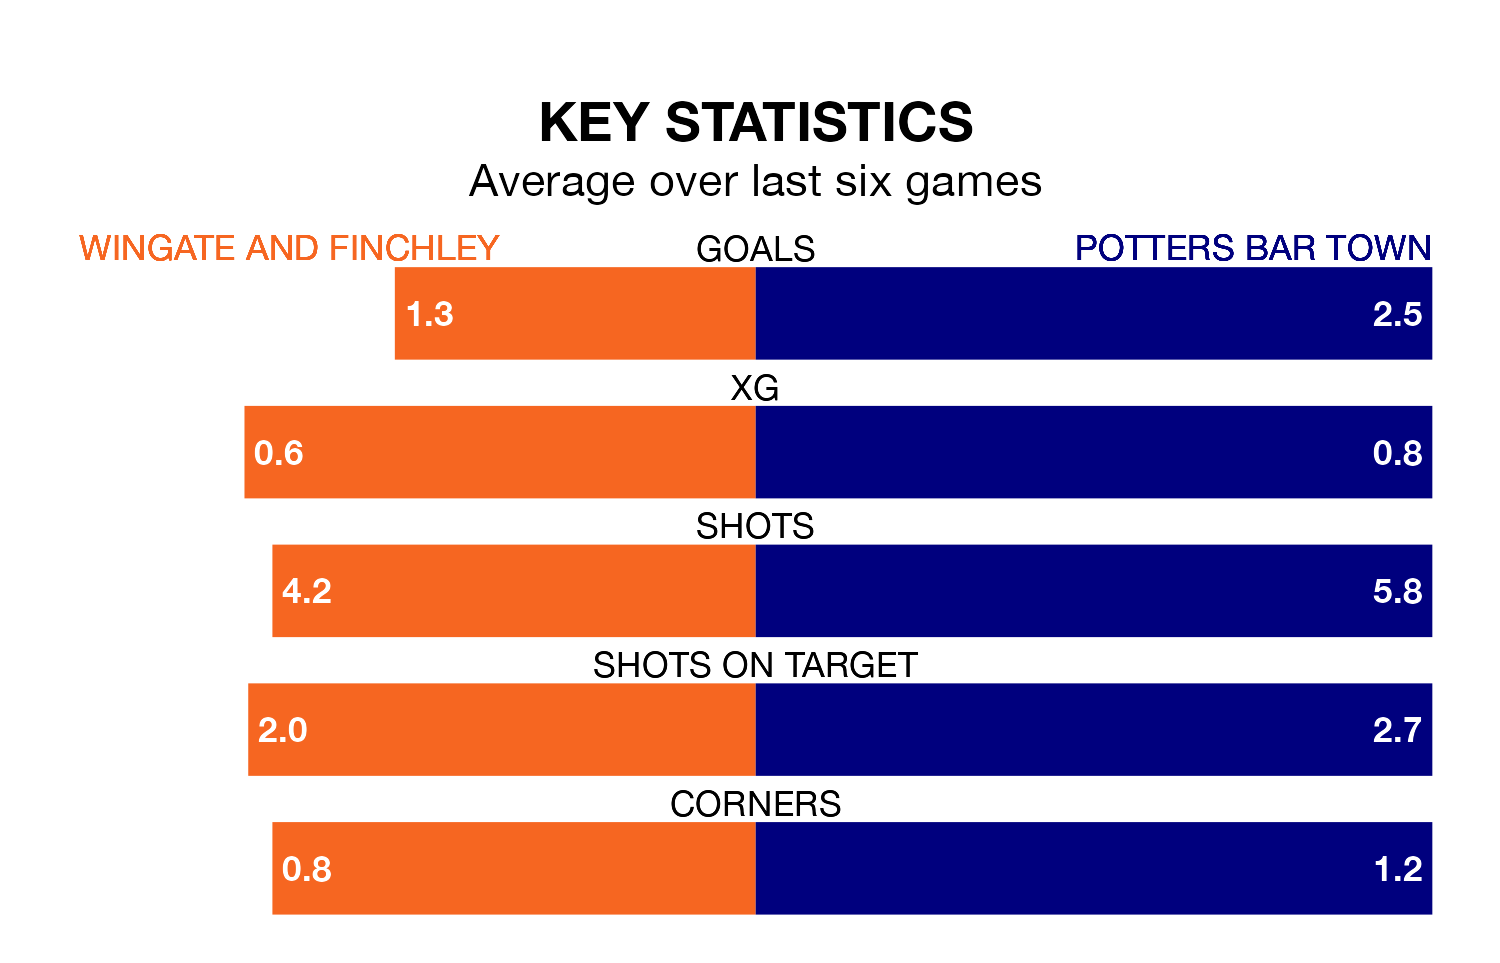 KEY STATISTICS
Average over last six games
WINGATE AND FINCHLEY GOALS POTTERS BAR TOWN
1.3 2.5
XG
0.6 0.8
SHOTS
4.2 5.8
SHOTS ON TARGET
2.0 2.7
CORNERS
0.8 1.2